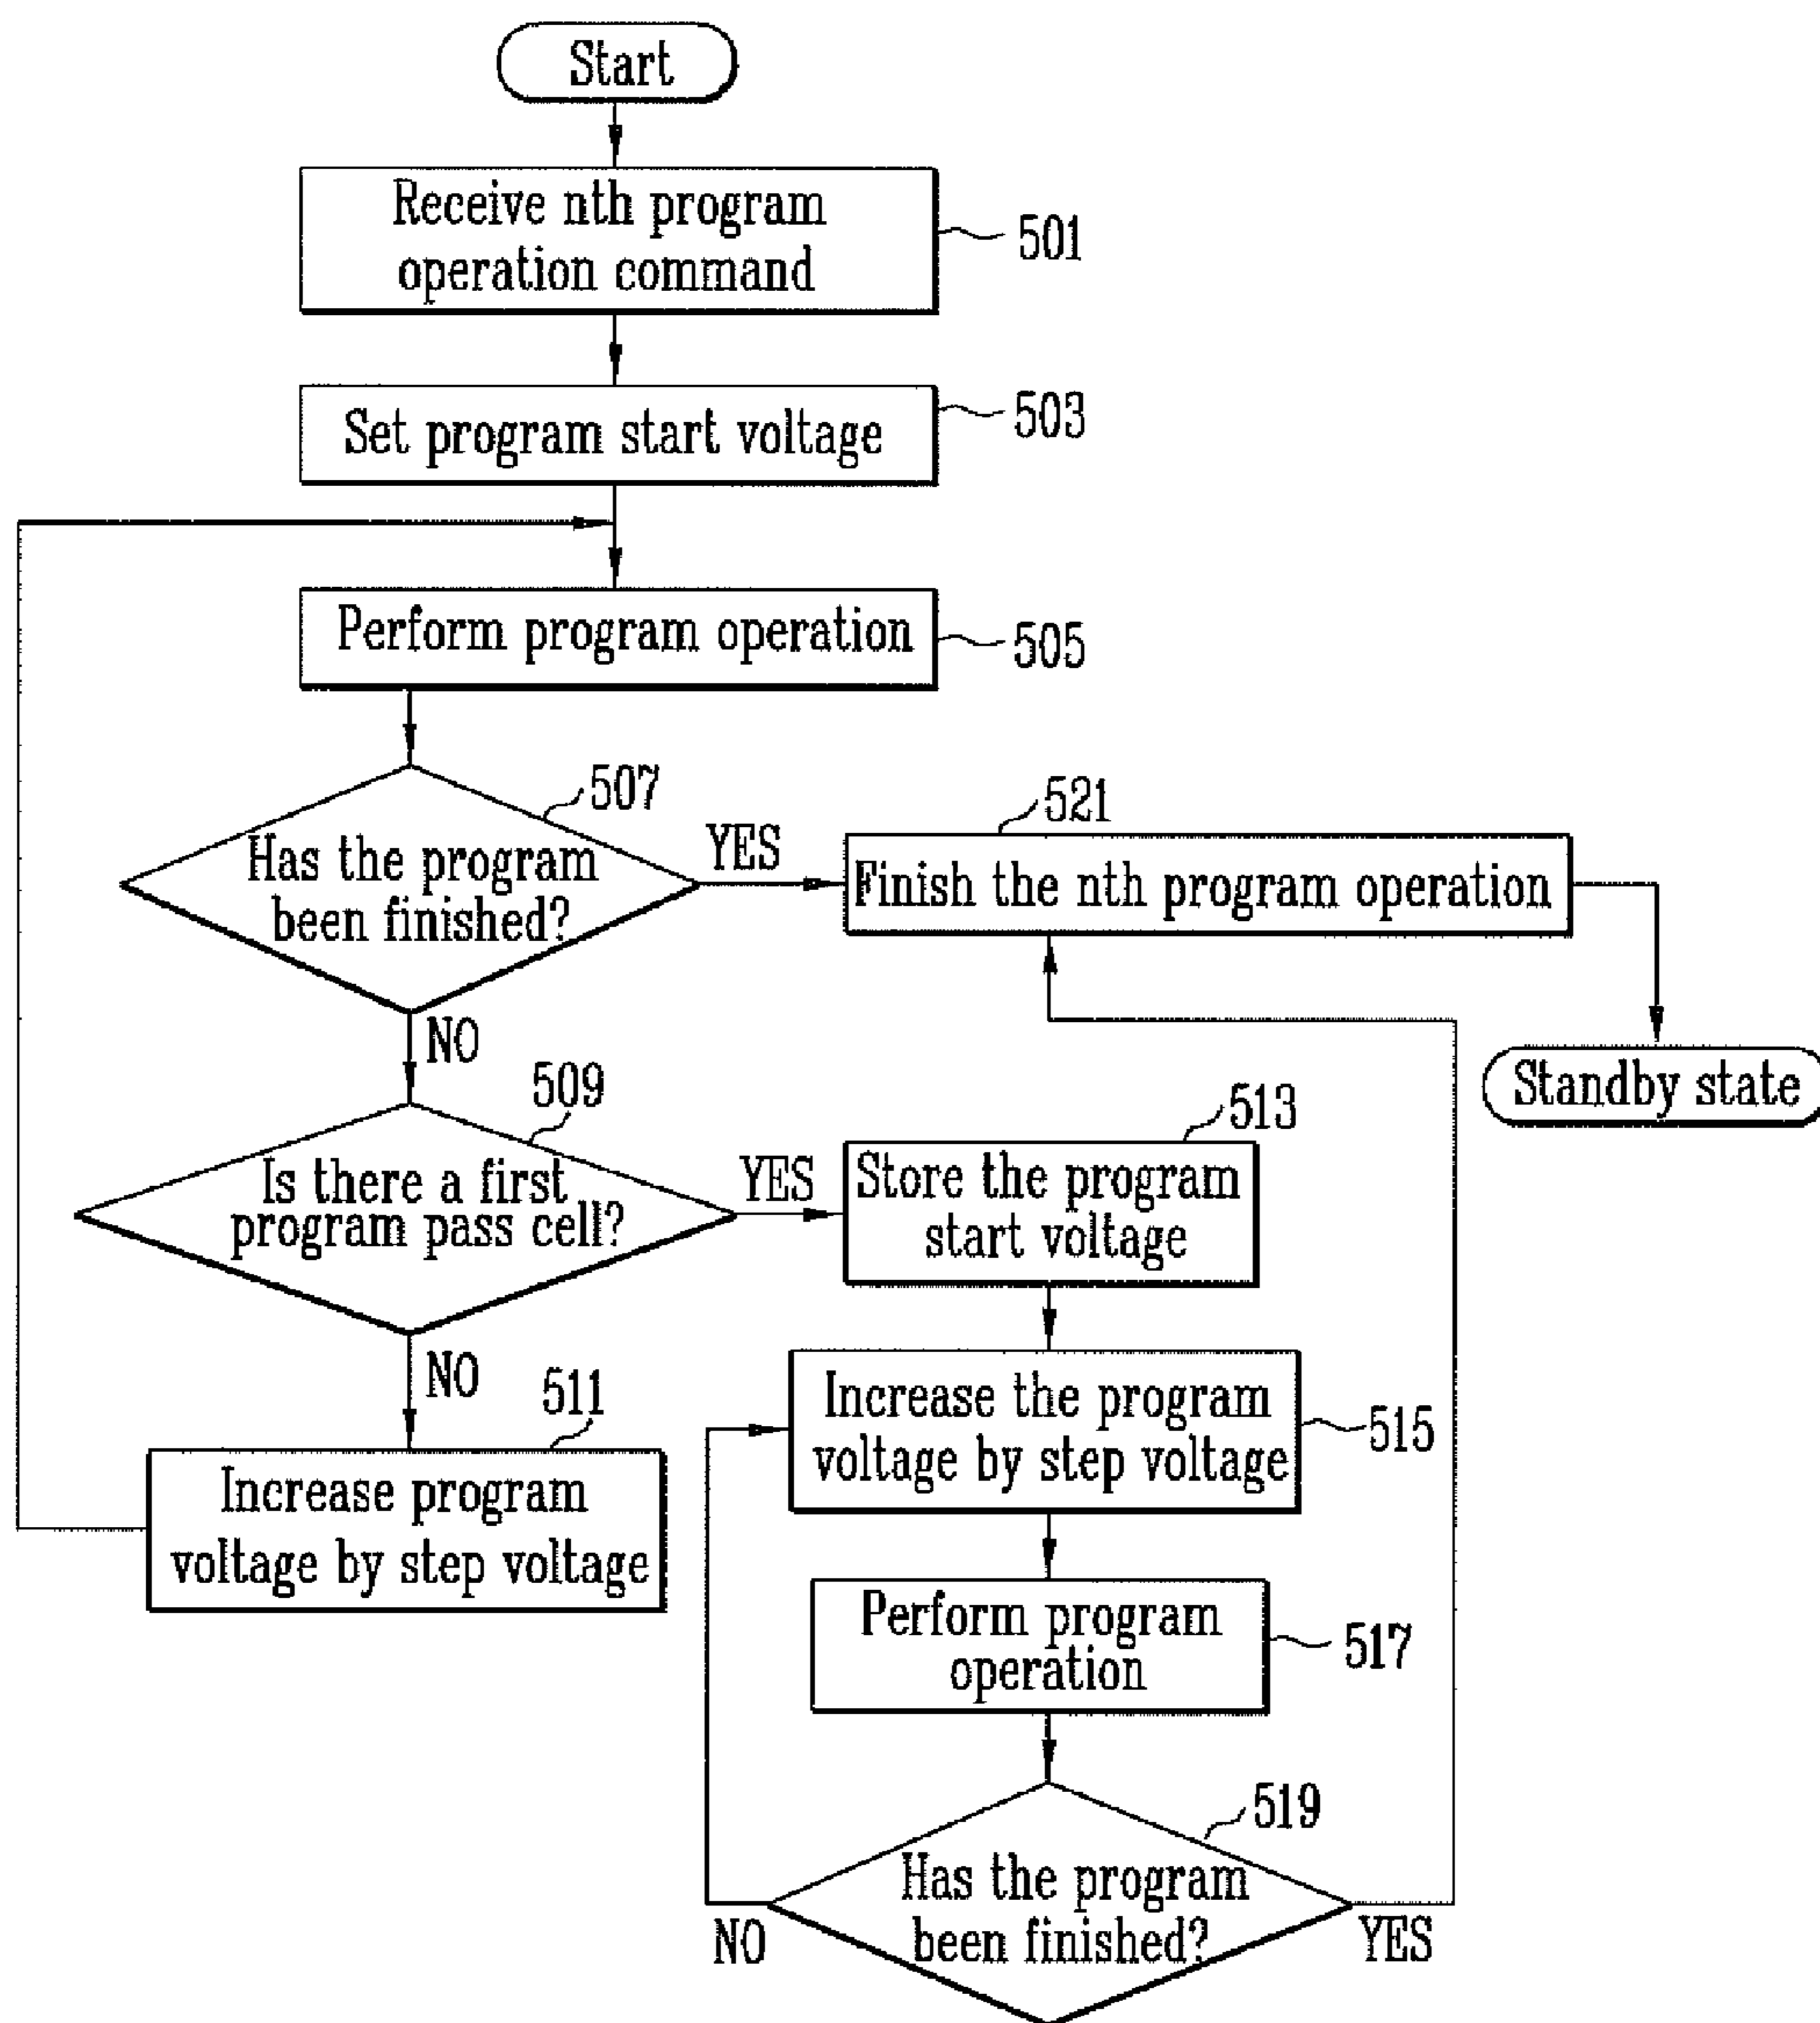 Start
Receive nth program
operation command
501
Set program start voltage
503
Perform program operation
505
507
Has the program
been finished?
YES
521
Finish the nth program operation
NO
Standby state
509
Is there a first
program pass cell?
YES
513
Store the program
start voltage
NO
511
Increase program
voltage by step voltage
Increase the program
voltage by step voltage
515
Perform program
operation
517
519
Has the program
been finished?
NO
YES